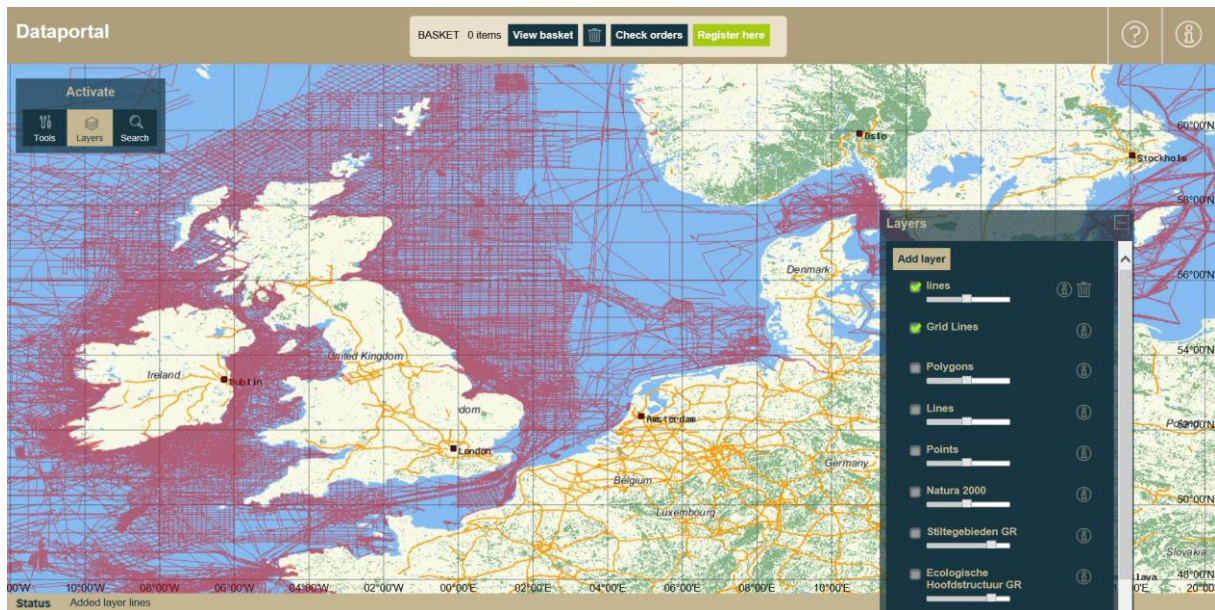 Dataportal
BASKET 0 items View basket Check orders Register here
Activate
Tools Layers Search
Oslo
Stockholm
60°00'N
58°00'N
56°00'N
54°00'N
50°00'N
48°00'N
Denmark
United Kingdom
Ireland
Dublin
dom
London
Amsterdam
Belgium
Germany
Luxembourg
Slovakia
Layers
Add layer
lines
Grid Lines
Polygons
Lines
Points
Natura 2000
Stiltegebieden GR
Ecologische
Hoofdstructuur GR
00'W 10°00'W 08°00'W 06°00'W 04°00'W 02°00'W 00°00'E 02°00'E 04°00'E 06°00'E 08°00'E 10°00'E 20°00'
Status Added layer lines